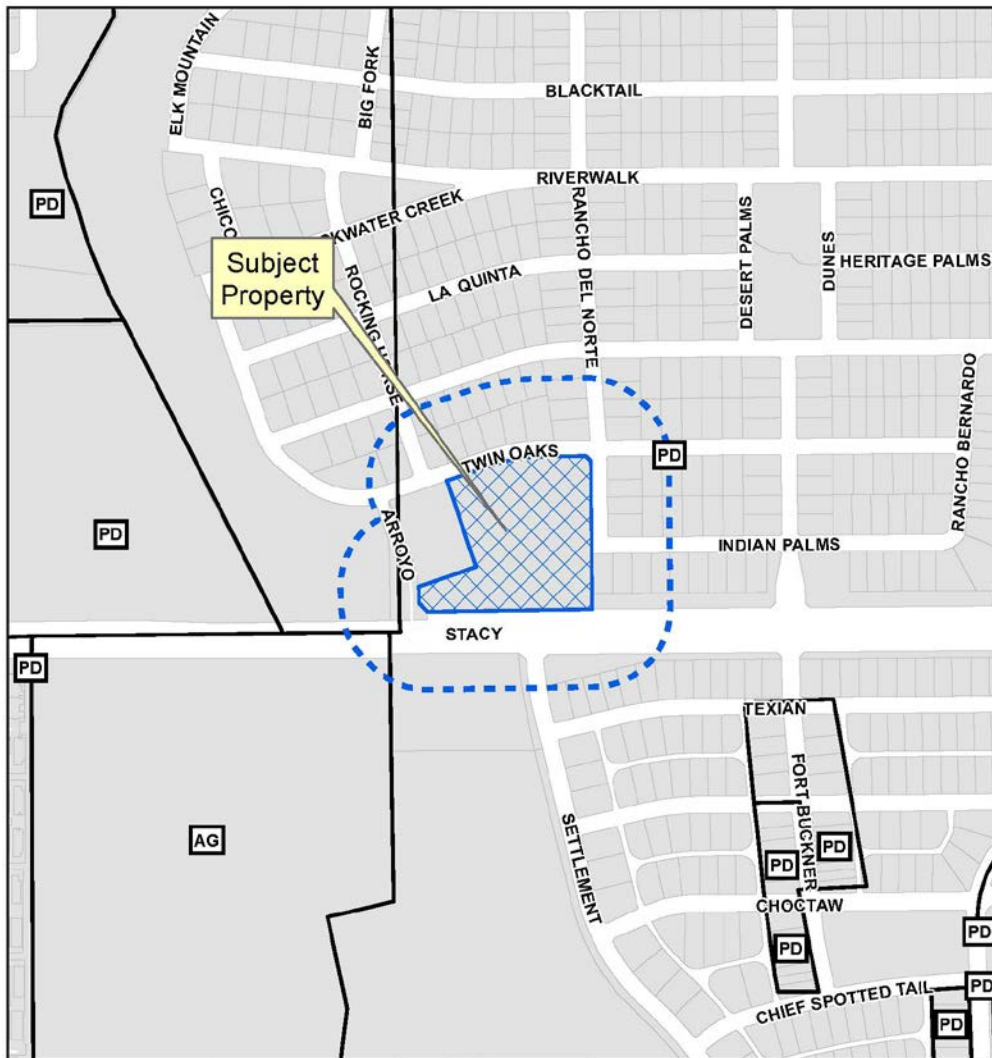 ELK MOUNTAIN
BIG FORK
BLACKTAIL
PD
RIVERWALK
CHICO
CKWATER CREEK
RANCHO DEL NORTE
DESERT PALMS
DUNES
HERITAGE PALMS
Subject
Property
LA QUINTA
ROCKING
RSE
RANCHO BERNARDO
TWIN OAKS
PD
PD
ARROYO
INDIAN PALMS
STACY
PD
TEXIAN
FORT BUCKNER
SETTLEMENT
AG
PD
PD
CHOCTAW
PD
PD
CHIEF SPOTTED TAIL
PD
PD